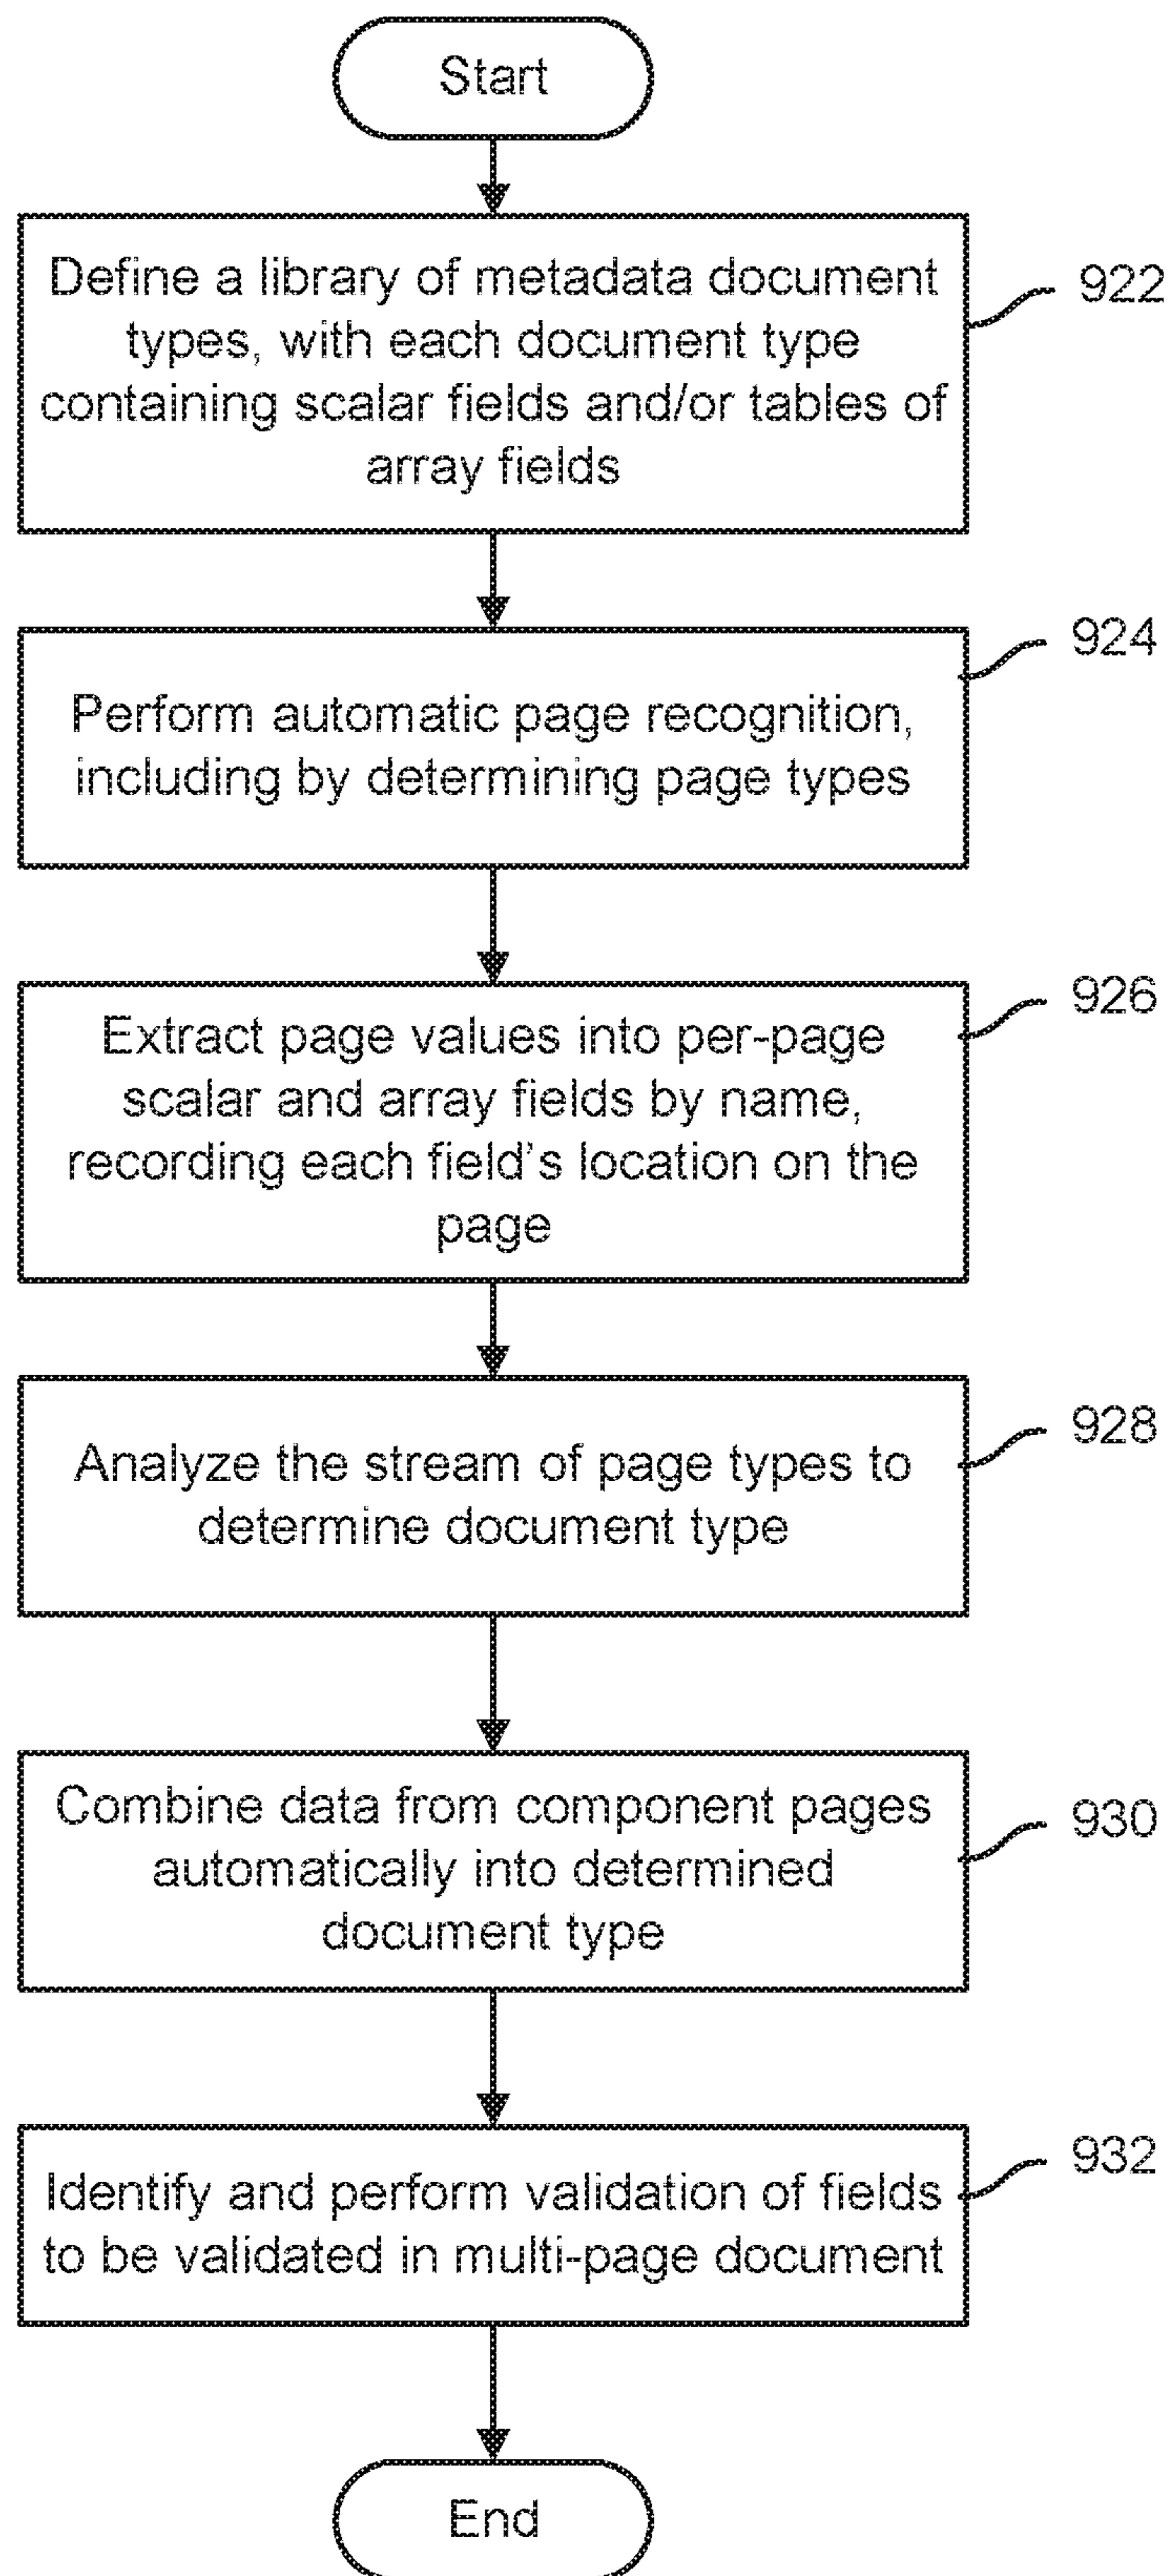 Start
Define a library of metadata document
types, with each document type
containing scalar fields and/or tables of
array fields
922
Perform automatic page recognition,
including by determining page types
924
Extract page values into per-page
scalar and array fields by name,
recording each field's location on the
page
926
Analyze the stream of page types to
determine document type
928
Combine data from component pages
automatically into determined
document type
930
Identify and perform validation of fields
to be validated in multi-page document
932
End